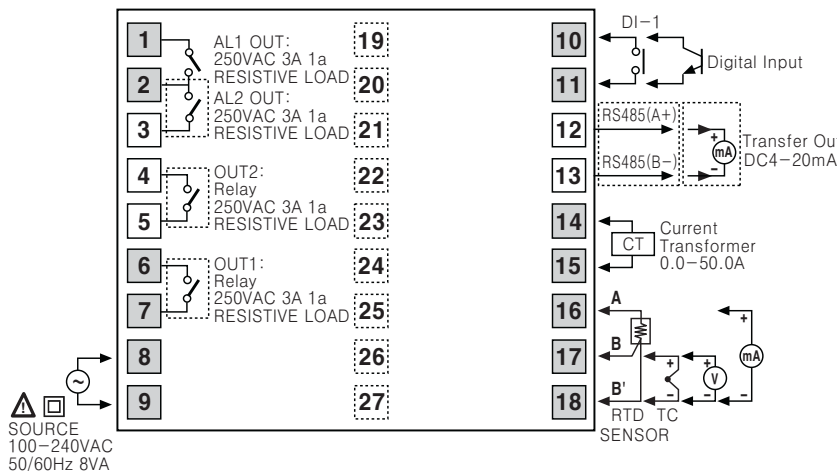 1
2
3
4
5
6
7
8
9
AL1 OUT:
250VAC 3A 1a
RESISTIVE LOAD
AL2 OUT:
250VAC 3A 1a
RESISTIVE LOAD
OUT2:
Relay
250VAC 3A 1a
RESISTIVE LOAD
OUT1:
Relay
250VAC 3A 1a
RESISTIVE LOAD
19
20
21
22
23
24
25
26
27
10
11
12
13
14
15
16
17
18
DI-1
Digital Input
RS485(A+)
RS485(B-)
+
mA
-
Transfer Ou
DC4-20mA
CT
Current
Transformer
0.0-50.0A
A
B
B'
RTD
SENSOR
+
-
TC
+
V
-
+
mA
-
~
!
SOURCE
100-240VAC
50/60Hz 8VA